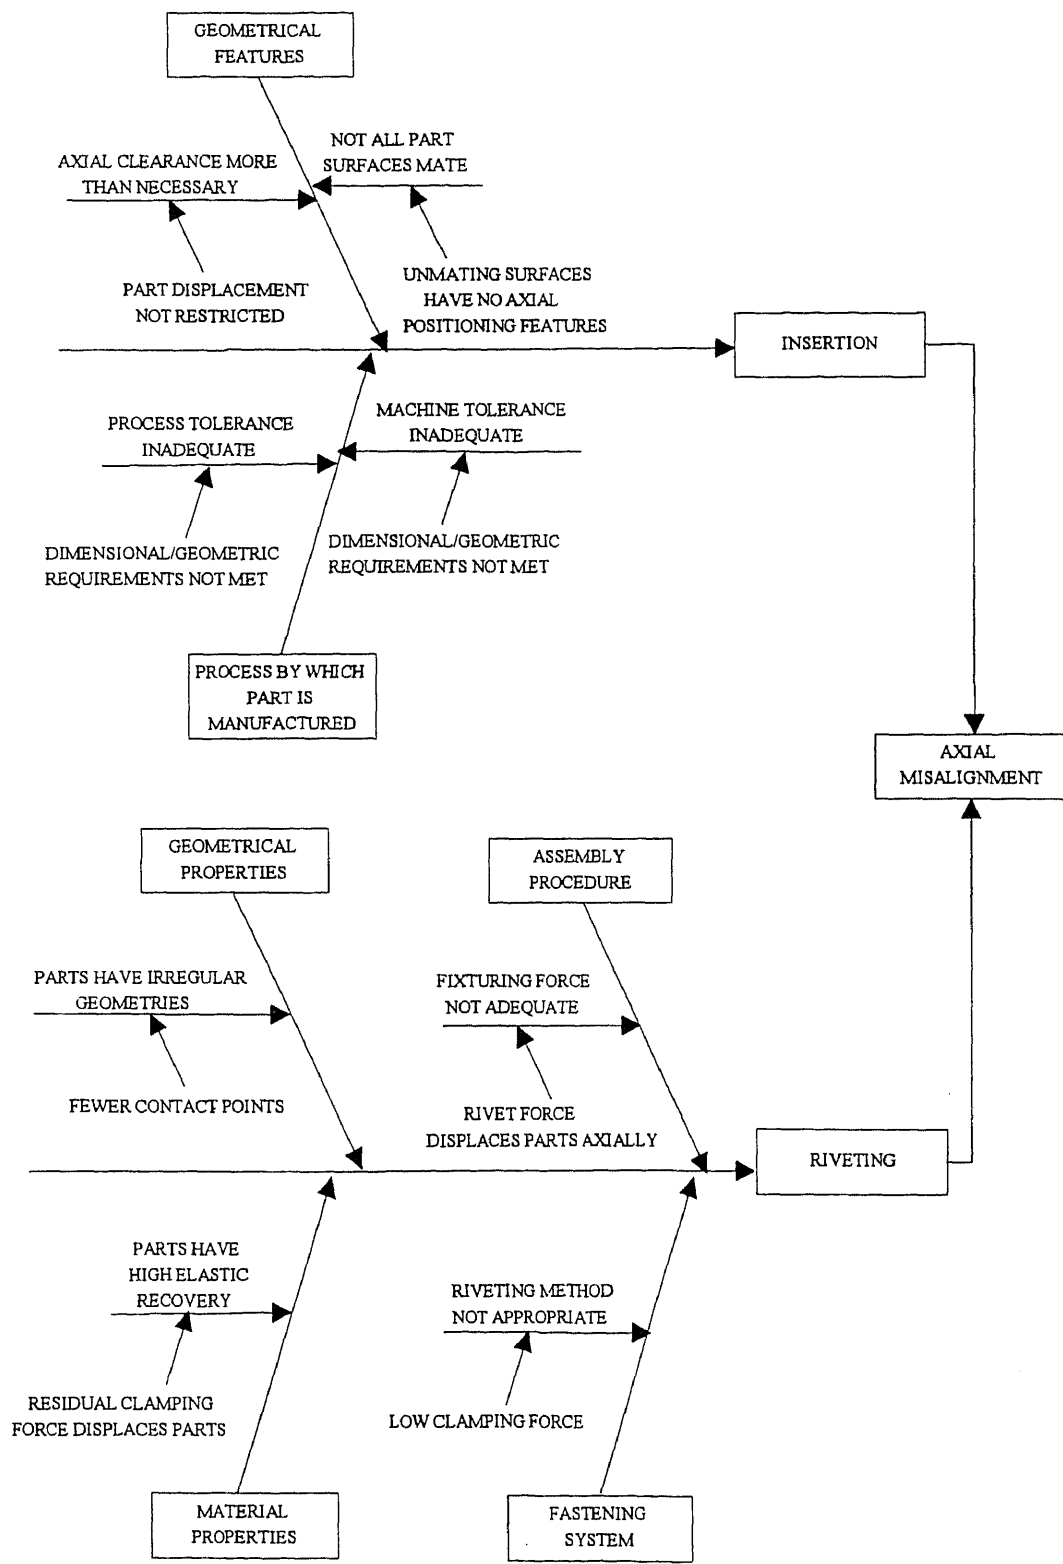 GEOMETRICAL
FEATURES
AXIAL CLEARANCE MORE
THAN NECESSARY
NOT ALL PART
SURFACES MATE
PART DISPLACEMENT
NOT RESTRICTED
UNMATING SURFACES
HAVE NO AXIAL
POSITIONING FEATURES
INSERTION
PROCESS TOLERANCE
INADEQUATE
MACHINE TOLERANCE
INADEQUATE
DIMENSIONAL/GEOMETRIC
REQUIREMENTS NOT MET
DIMENSIONAL/GEOMETRIC
REQUIREMENTS NOT MET
PROCESS BY WHICH
PART IS
MANUFACTURED
AXIAL
MISALIGNMENT
GEOMETRICAL
PROPERTIES
ASSEMBLY
PROCEDURE
PARTS HAVE IRREGULAR
GEOMETRIES
FIXTURING FORCE
NOT ADEQUATE
FEWER CONTACT POINTS
RIVET FORCE
DISPLACES PARTS AXIALLY
RIVETING
PARTS HAVE
HIGH ELASTIC
RECOVERY
RIVETING METHOD
NOT APPROPRIATE
RESIDUAL CLAMPING
FORCE DISPLACES PARTS
LOW CLAMPING FORCE
MATERIAL
PROPERTIES
FASTENING
SYSTEM